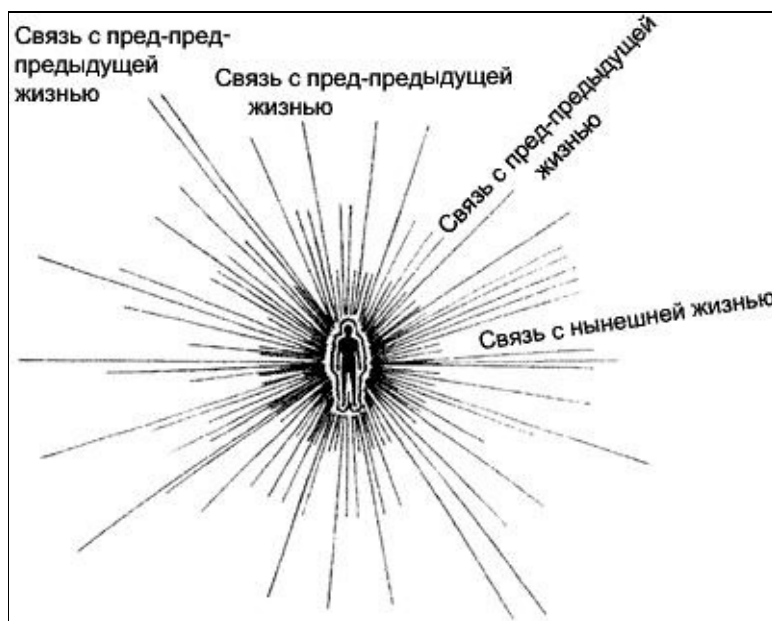 Связь с пред-пред-
предыдущей
жизнью
Связь с пред-предыдущей
жизнью
Связь с пред-предыдущей
жизнью
Связь с нынешней жизнью